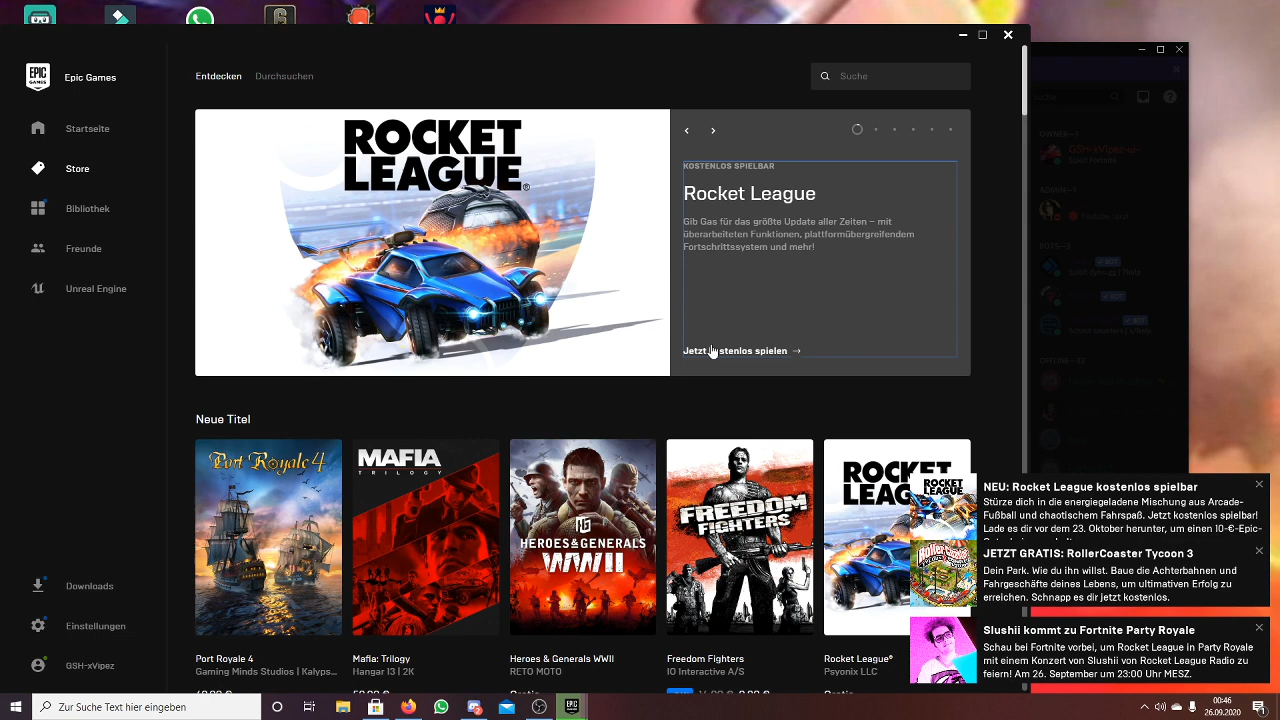 EPIC GAMES
Epic Games
Startseite
Store
Bibliothek
Freunde
Unreal Engine
Downloads
Einstellungen
GSH-xVipez
Entdecken
Durchsuchen
Suche
ROCKET
LEAGUE®
KOSTENLOS SPIELBAR
Rocket League
Gib Gas für das größte Update aller Zeiten – mit
überarbeiteten Funktionen, plattformübergreifendem
Fortschrittssystem und mehr!
Jetzt kostenlos spielen →
Neue Titel
Port Royale 4
MAFIA
TRILOGY
HEROES&GENERALS
WWII
FREEDOM
FIGHTERS
ROCKET
Port Royale 4
Gaming Minds Studios | Kalyps...
Mafia: Trilogy
Hangar 13 | 2K
Heroes & Generals WWII
RETO MOTO
Freedom Fighters
IO Interactive A/S
Rocket League®
Psyonix LLC
OWNER—1
Spielt Fortnite
BOT
BOT
NEU: Rocket League kostenlos spielbar
Stürze dich in die energiegeladene Mischung aus Arcade-
Fußball und chaotischem Fahrspaß. Jetzt kostenlos spielbar!
Lade es dir vor dem 23. Oktober herunter, um einen 10-€-Epic-
JETZT GRATIS: RollerCoaster Tycoon 3
Dein Park. Wie du ihn willst. Baue die Achterbahnen und
Fahrgeschäfte deines Lebens, um ultimativen Erfolg zu
erreichen. Schnapp es dir jetzt kostenlos.
Slushii kommt zu Fortnite Party Royale
Schau bei Fortnite vorbei, um Rocket League in Party Royale
mit einem Konzert von Slushii von Rocket League Radio zu
feiern! Am 26. September um 23:00 Uhr MESZ.
Zur Suche Text hier eingeben
00:46
26.09.2020